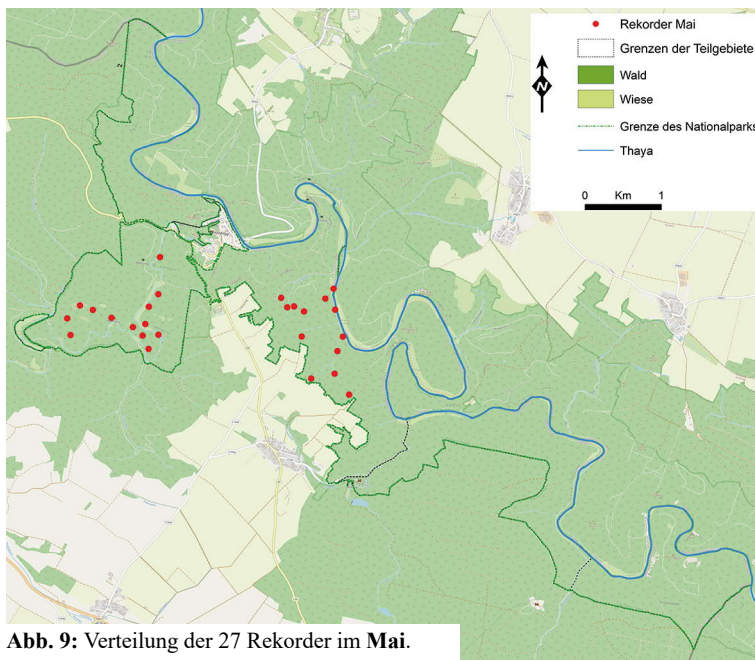 Rekorder Mai
Grenzen der Teilgebiete
Wald
Wiese
Grenze des Nationalparks
Thaya
N
0 Km 1
Abb. 9: Verteilung der 27 Rekorder im Mai.